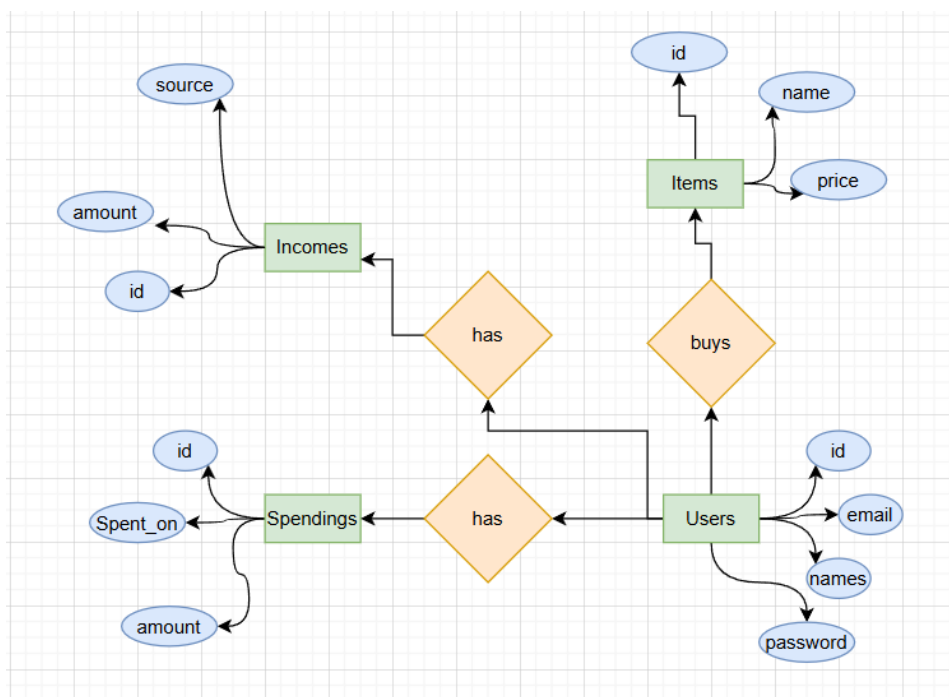 id
source
name
Items
price
amount
Incomes
id
has
buys
id
id
Spent_on
Spendings
has
Users
email
names
amount
password